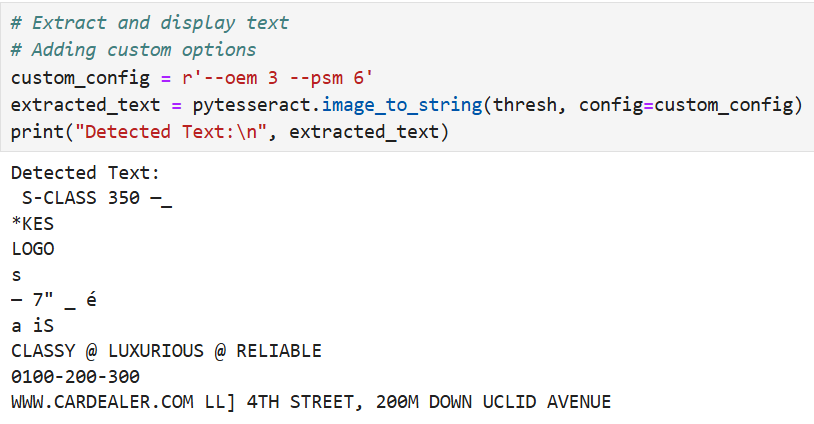 # Extract and display text
# Adding custom options
custom_config = r'--oem 3 --psm 6'
extracted_text = pytesseract.image_to_string(thresh, config=custom_config)
print("Detected Text:\n", extracted_text)
Detected Text:
 S-CLASS 350 —_
*KES
LOGO
s
— 7" _ é
a iS
CLASSY @ LUXURIOUS @ RELIABLE
0100-200-300
WWW.CARDEALER.COM LL] 4TH STREET, 200M DOWN UCLID AVENUE